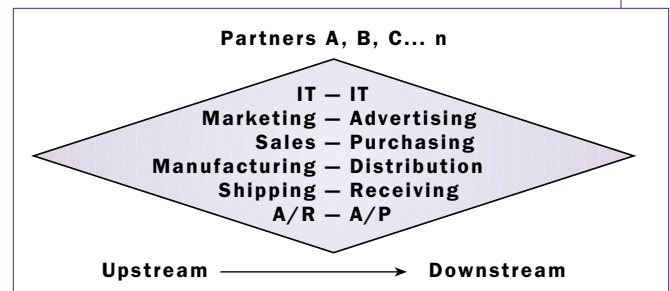 Partners A, B, C... n
IT — IT
Marketing — Advertising
Sales — Purchasing
Manufacturing — Distribution
Shipping — Receiving
A/R — A/P
Upstream Downstream